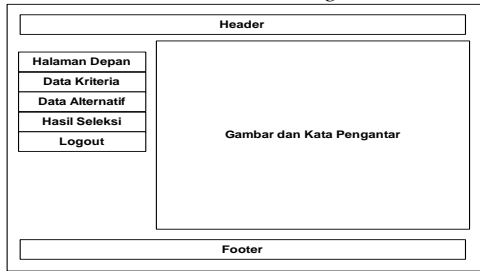 Header
Halaman Depan
Data Kriteria
Data Alternatif
Hasil Seleksi
Logout
Gambar dan Kata Pengantar
Footer